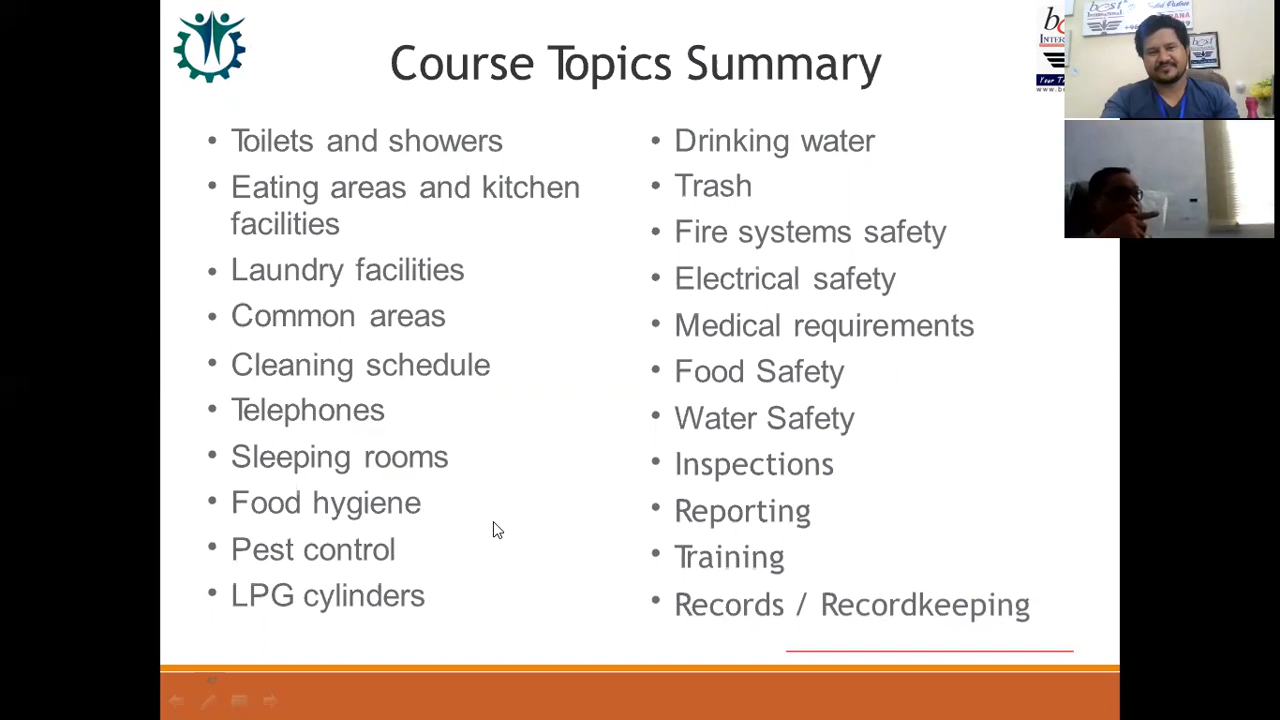 Course Topics Summary
• Toilets and showers
• Eating areas and kitchen
facilities
• Laundry facilities
• Common areas
• Cleaning schedule
• Telephones
• Sleeping rooms
• Food hygiene
• Pest control
• LPG cylinders
• Drinking water
• Trash
• Fire systems safety
• Electrical safety
• Medical requirements
• Food Safety
• Water Safety
• Inspections
• Reporting
• Training
• Records / Recordkeeping
best
INTERNATIONAL